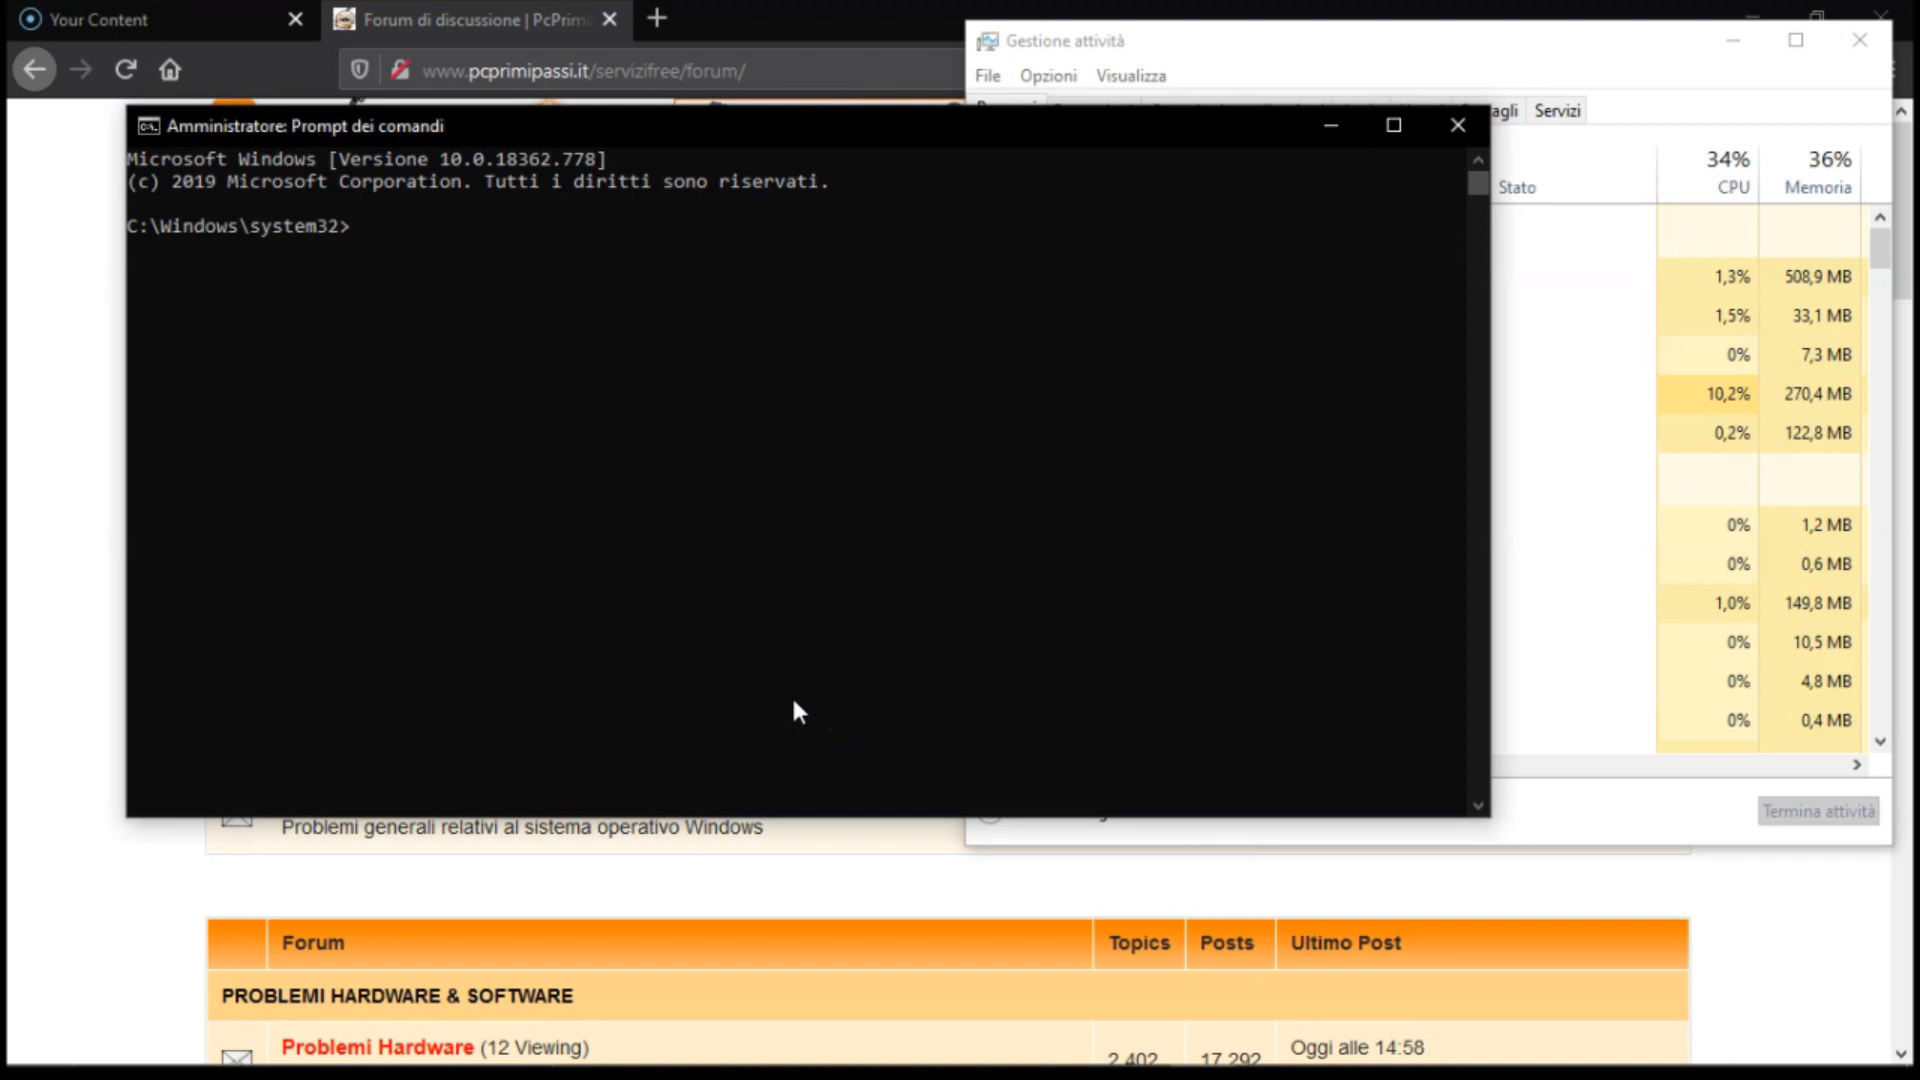 Your Content
Forum di discussione | PcPrimi
www.pcprimipassi.it/servizifree/forum/
Gestione attività
File Opzioni Visualizza
agli Servizi
Amministratore: Prompt dei comandi
Microsoft Windows [Versione 10.0.18362.778]
(c) 2019 Microsoft Corporation. Tutti i diritti sono riservati.
C:\Windows\system32>
34% 36%
Stato CPU Memoria
1,3% 508,9 MB
1,5% 33,1 MB
0% 7,3 MB
10,2% 270,4 MB
0,2% 122,8 MB
0% 1,2 MB
0% 0,6 MB
1,0% 149,8 MB
0% 10,5 MB
0% 4,8 MB
0% 0,4 MB
Termina attività
Problemi generali relativi al sistema operativo Windows
Forum Topics Posts Ultimo Post
PROBLEMI HARDWARE & SOFTWARE
Problemi Hardware (12 Viewing)
2.402 17.292 Oggi alle 14:58